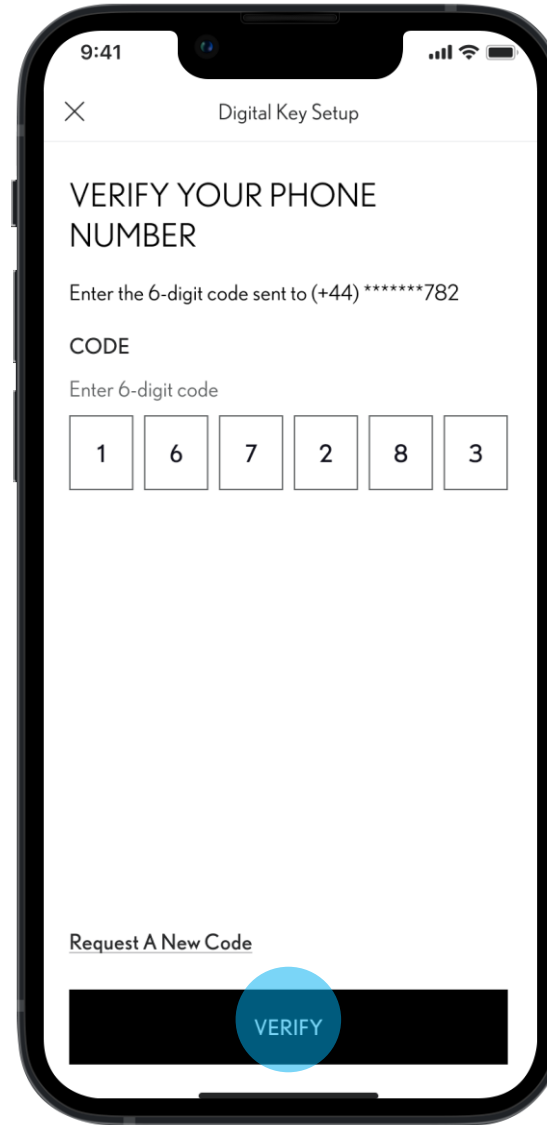 9:41
Digital Key Setup
VERIFY YOUR PHONE
NUMBER
Enter the 6-digit code sent to (+44) *******782
CODE
Enter 6-digit code
1 6 7 2 8 3
Request A New Code
VERIFY